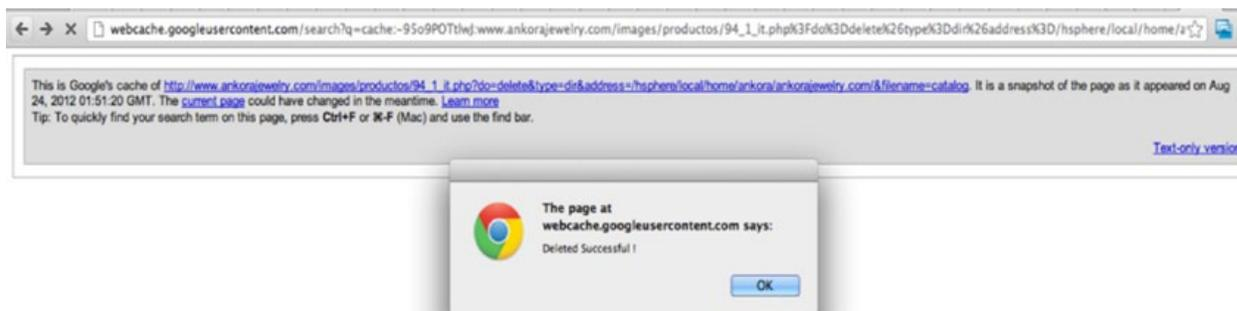 webcache.googleusercontent.com/search?q=cache:-95o9POTtlwJ:www.ankorajewelry.com/images/productos/94_1_it.php%3Fdo%3Ddelete%26type%3Ddir%26address%3D/hsphere/local/home/a
This is Google's cache of http://www.ankorajewelry.com/images/productos/94_1_it.php?do=delete&type=dir&address=/hsphere/local/home/ankora/ankorajewelry.com/&filename=catalog. It is a snapshot of the page as it appeared on Aug
24, 2012 01:51:20 GMT. The current page could have changed in the meantime. Learn more
Tip: To quickly find your search term on this page, press Ctrl+F or ⌘-F (Mac) and use the find bar.
Text-only version
The page at
webcache.googleusercontent.com says:
Deleted Successful !
OK